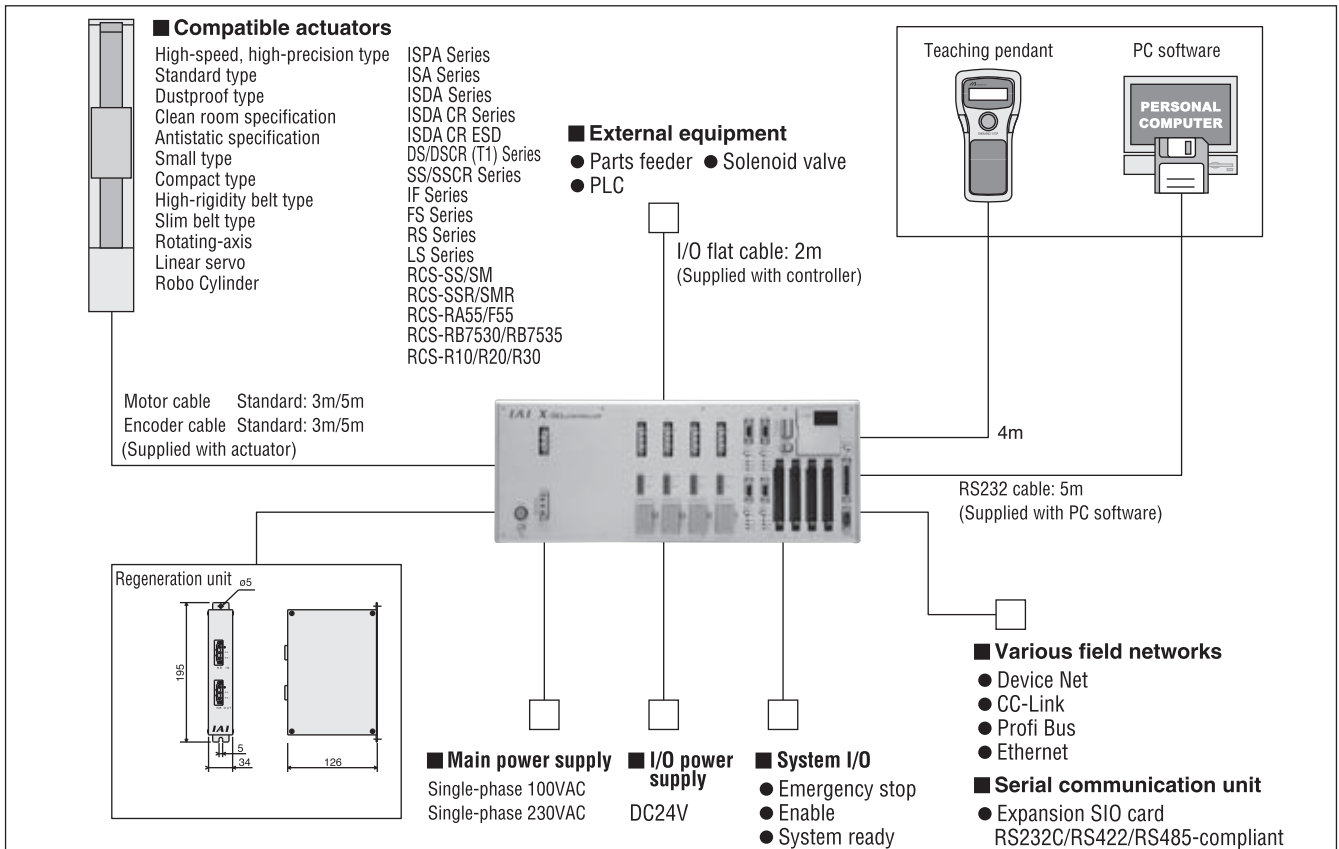 ■ Compatible actuators
High-speed, high-precision type
Standard type
Dustproof type
Clean room specification
Antistatic specification
Small type
Compact type
High-rigidity belt type
Slim belt type
Rotating-axis
Linear servo
Robo Cylinder
ISPA Series
ISA Series
ISDA Series
ISDA CR Series
ISDA CR ESD
DS/DSCR (T1) Series
SS/SSCR Series
IF Series
FS Series
RS Series
LS Series
RCS-SS/SM
RCS-SSR/SMR
RCS-RA55/F55
RCS-RB7530/RB7535
RCS-R10/R20/R30
■ External equipment
● Parts feeder ● Solenoid valve
● PLC
I/O flat cable: 2m
(Supplied with controller)
Teaching pendant
PC software
PERSONAL
COMPUTER
Motor cable Standard: 3m/5m
Encoder cable Standard: 3m/5m
(Supplied with actuator)
IAI X-SEL CONTROLLER
4m
RS232 cable: 5m
(Supplied with PC software)
Regeneration unit
ø5
195
IAI
5
34
126
■ Main power supply
Single-phase 100VAC
Single-phase 230VAC
■ I/O power
supply
DC24V
■ System I/O
● Emergency stop
● Enable
● System ready
■ Various field networks
● Device Net
● CC-Link
● Profi Bus
● Ethernet
■ Serial communication unit
● Expansion SIO card
RS232C/RS422/RS485-compliant